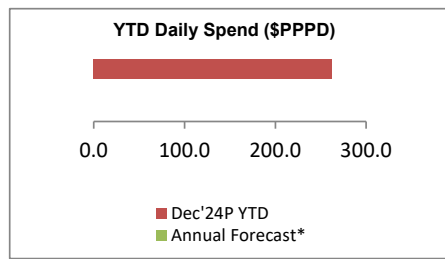 YTD Daily Spend ($PPPD)
0.0 100.0 200.0 300.0
Dec'24P YTD
Annual Forecast*